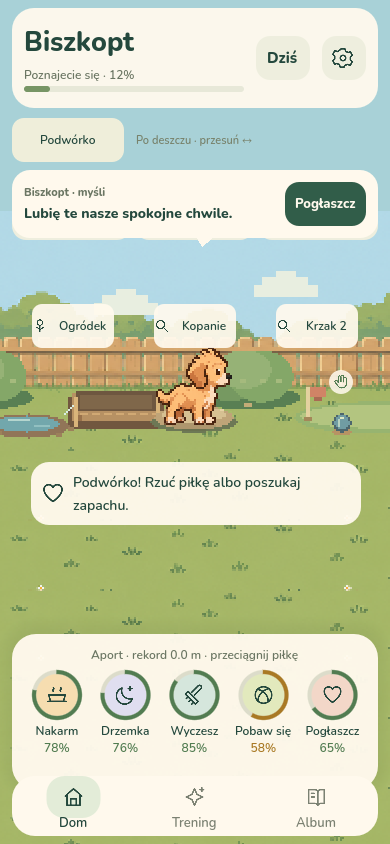 Biszkopt
Poznajecie się · 12%
Dziś
Podwórko
Po deszczu · przesuń ↔
Biszkopt · myśli
Lubię te nasze spokojne chwile.
Pogłaszcz
Ogródek
Kopanie
Krzak 2
Podwórko! Rzuć piłkę albo poszukaj
zapachu.
Aport · rekord 0.0 m · przeciągnij piłkę
Nakarm
Drzemka
Wyczesz
Pobaw się
Pogłaszcz
78%
76%
85%
58%
65%
Dom
Trening
Album